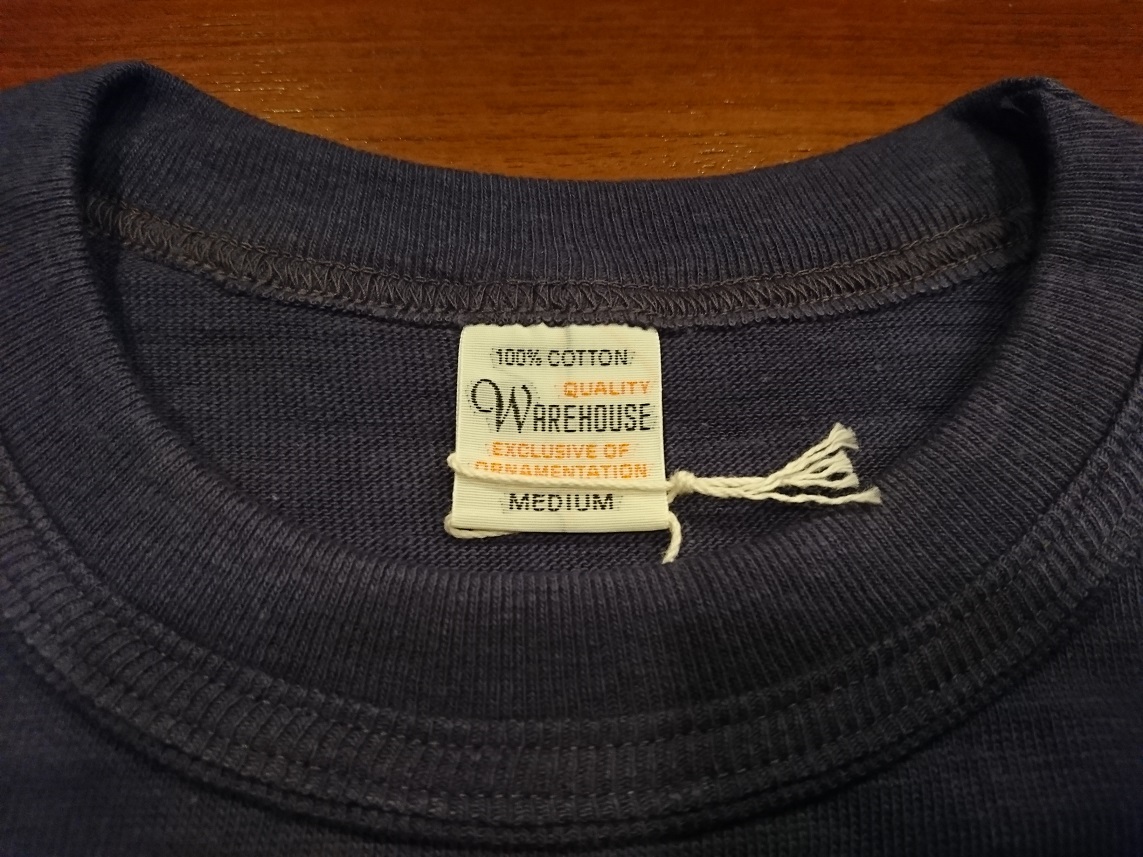 100% COTTON
QUALITY
WAREHOUSE
EXCLUSIVE OF
ORNAMENTATION
MEDIUM